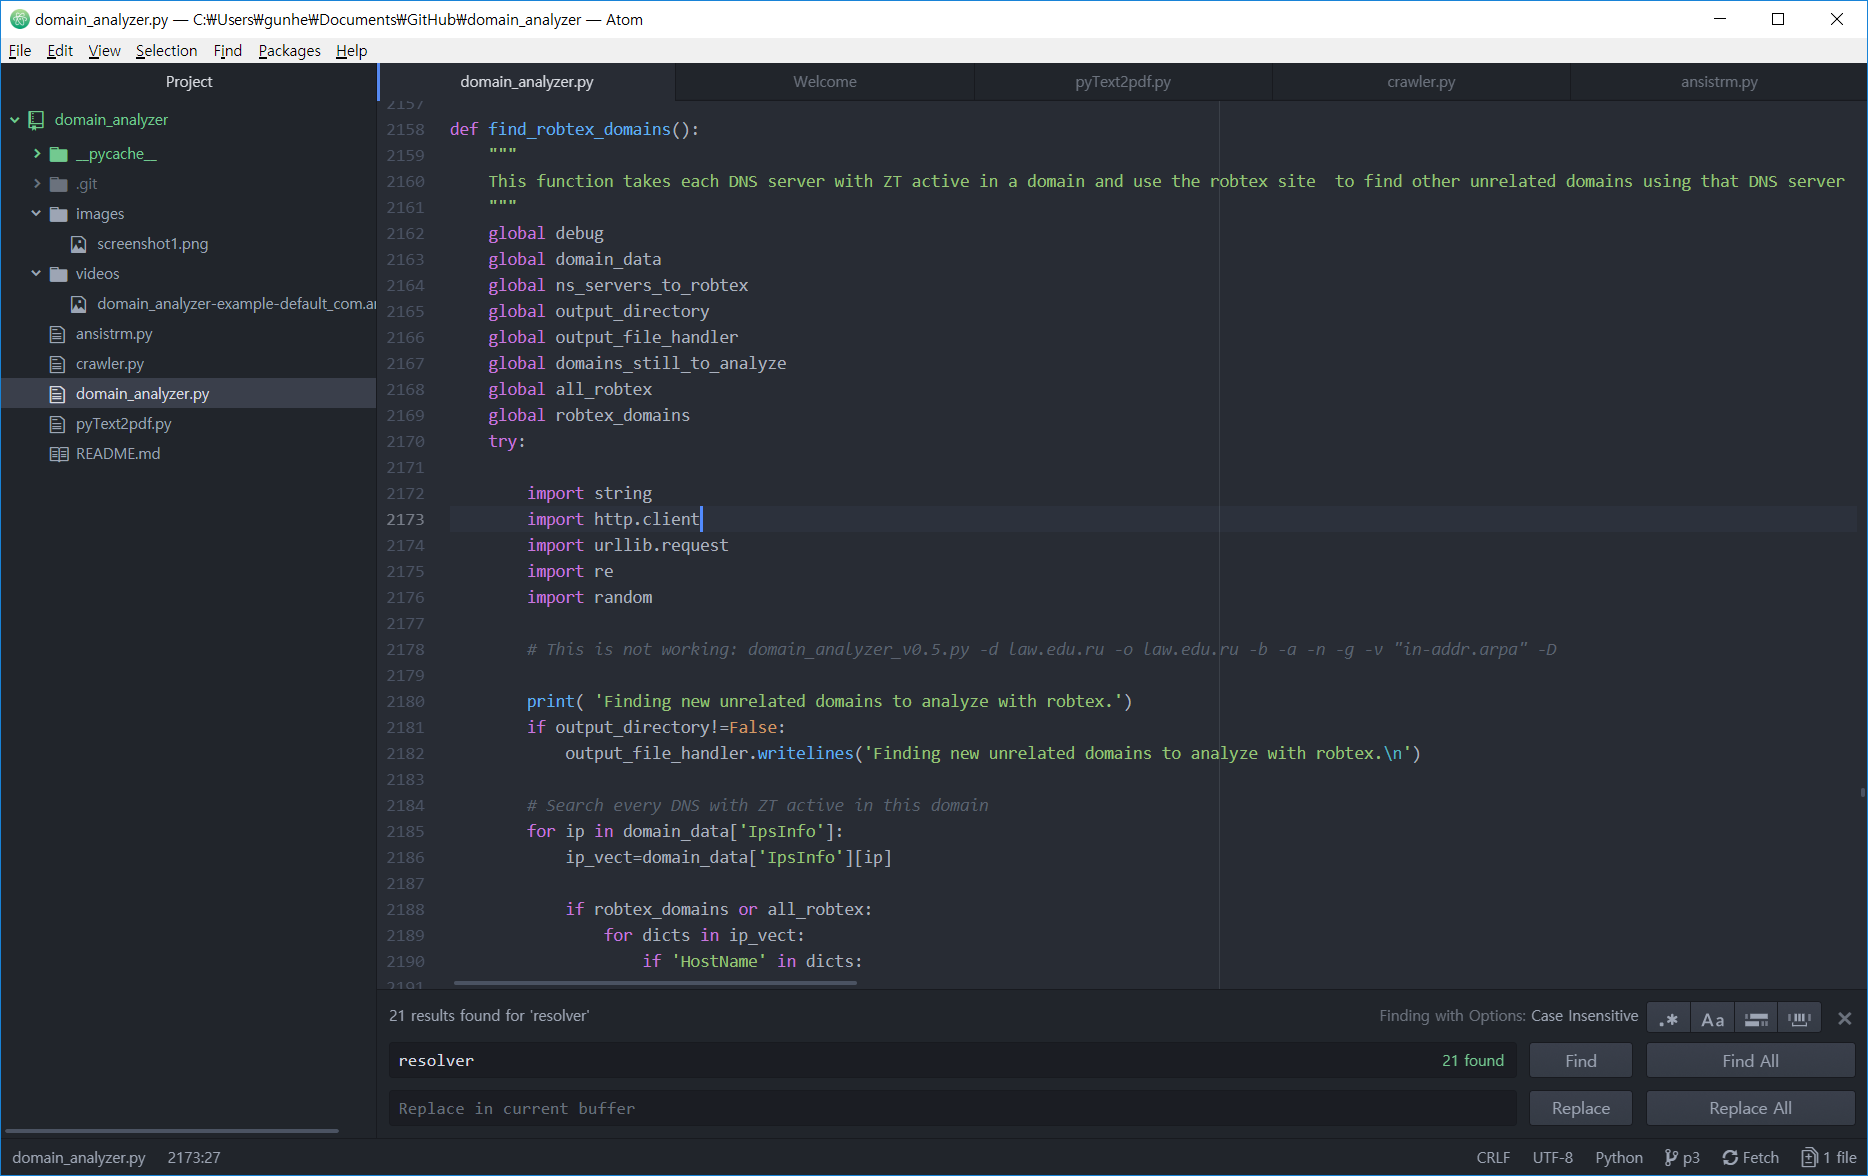 domain_analyzer.py — C:₩Users₩gunhe₩Documents₩GitHub₩domain_analyzer — Atom
File Edit View Selection Find Packages Help
Project
domain_analyzer
__pycache__
.git
images
screenshot1.png
videos
domain_analyzer-example-default_com.ar
ansistrm.py
crawler.py
domain_analyzer.py
pyText2pdf.py
README.md
domain_analyzer.py Welcome pyText2pdf.py crawler.py ansistrm.py
2157
2158 def find_robtex_domains():
2159     """
2160     This function takes each DNS server with ZT active in a domain and use the robtex site  to find other unrelated domains using that DNS server
2161     """
2162     global debug
2163     global domain_data
2164     global ns_servers_to_robtex
2165     global output_directory
2166     global output_file_handler
2167     global domains_still_to_analyze
2168     global all_robtex
2169     global robtex_domains
2170     try:
2171
2172         import string
2173         import http.client
2174         import urllib.request
2175         import re
2176         import random
2177
2178         # This is not working: domain_analyzer_v0.5.py -d law.edu.ru -o law.edu.ru -b -a -n -g -v "in-addr.arpa" -D
2179
2180         print( 'Finding new unrelated domains to analyze with robtex.')
2181         if output_directory!=False:
2182             output_file_handler.writelines('Finding new unrelated domains to analyze with robtex.\n')
2183
2184         # Search every DNS with ZT active in this domain
2185         for ip in domain_data['IpsInfo']:
2186             ip_vect=domain_data['IpsInfo'][ip]
2187
2188             if robtex_domains or all_robtex:
2189                 for dicts in ip_vect:
2190                     if 'HostName' in dicts:
2191
21 results found for 'resolver' Finding with Options: Case Insensitive .* Aa
resolver 21 found Find Find All
Replace in current buffer Replace Replace All
domain_analyzer.py 2173:27 CRLF UTF-8 Python p3 Fetch 1 file